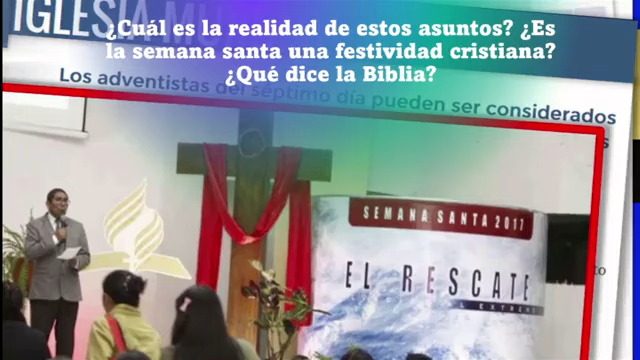 IGLESIA
¿Cuál es la realidad de estos asuntos? ¿Es
la semana santa una festividad cristiana?
¿Qué dice la Biblia?
Los adventistas del séptimo día pueden ser considerados
SEMANA SANTA 2017
EL RESCATE